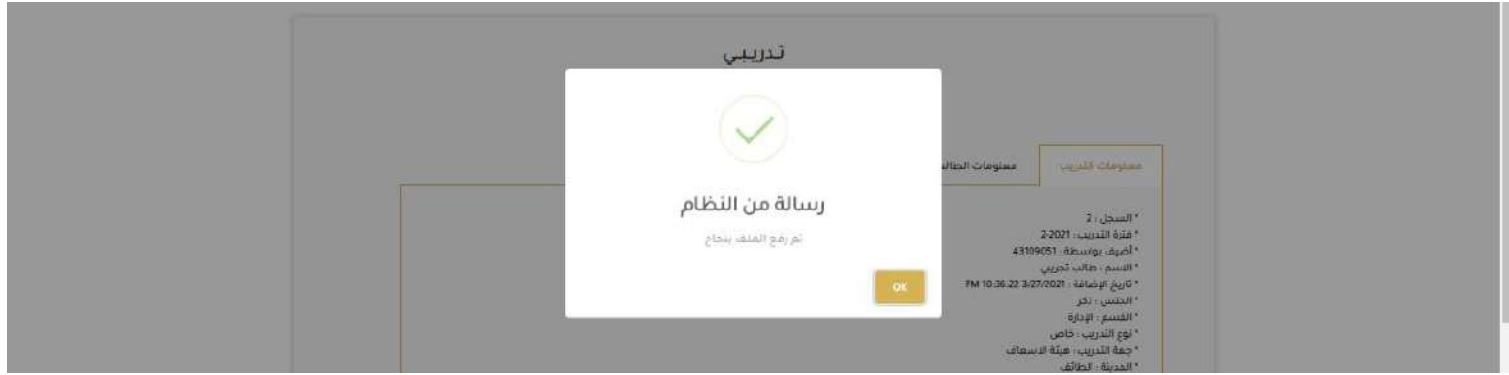 تدريبي
معلومات التدريب
معلومات الطالب
رسالة من النظام
تم رفع الملف بنجاح
OK
* السجل : 2
* فترة التدريب : 2021-2
* أضيف بواسطة : 43109051
* الاسم : طالب تجريبي
* تاريخ الإضافة : 3/27/2021 10:36:22 PM
* الجنس : ذكر
* القسم : الإدارة
* نوع التدريب : خاص
* جهة التدريب : هيئة الاسعاف
* المدينة : الطائف